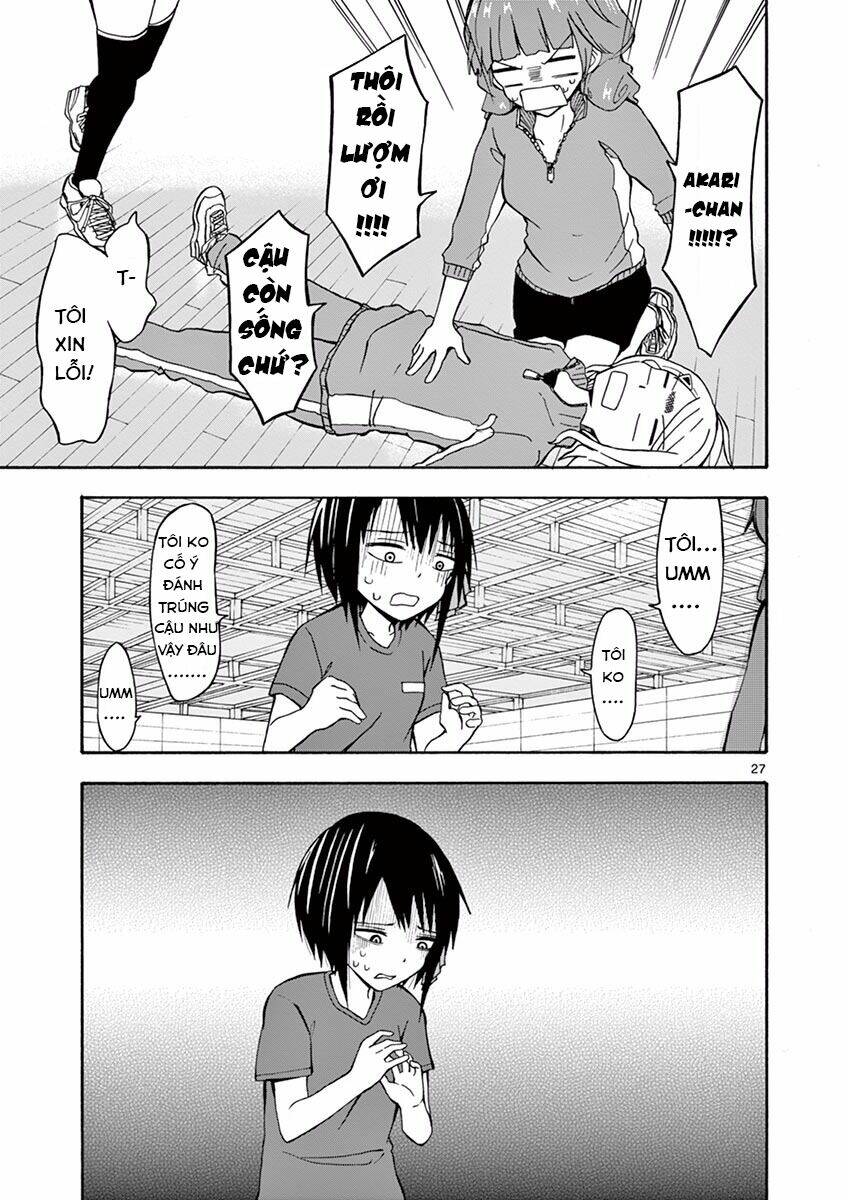 AKARI
-CHAN
!!!!!?
THÔI
RỒI
LƯỢM
ƠI
!!!!
CẬU
CÒN
SỐNG
CHỨ?
T-
TÔI
XIN
LỖI!
TÔI...
UMM
....
TÔI
KO
....
TÔI KO
CỐ Ý
ĐÁNH
TRÚNG
CẬU NHƯ
VẬY ĐÂU
.......
UMM
....
27